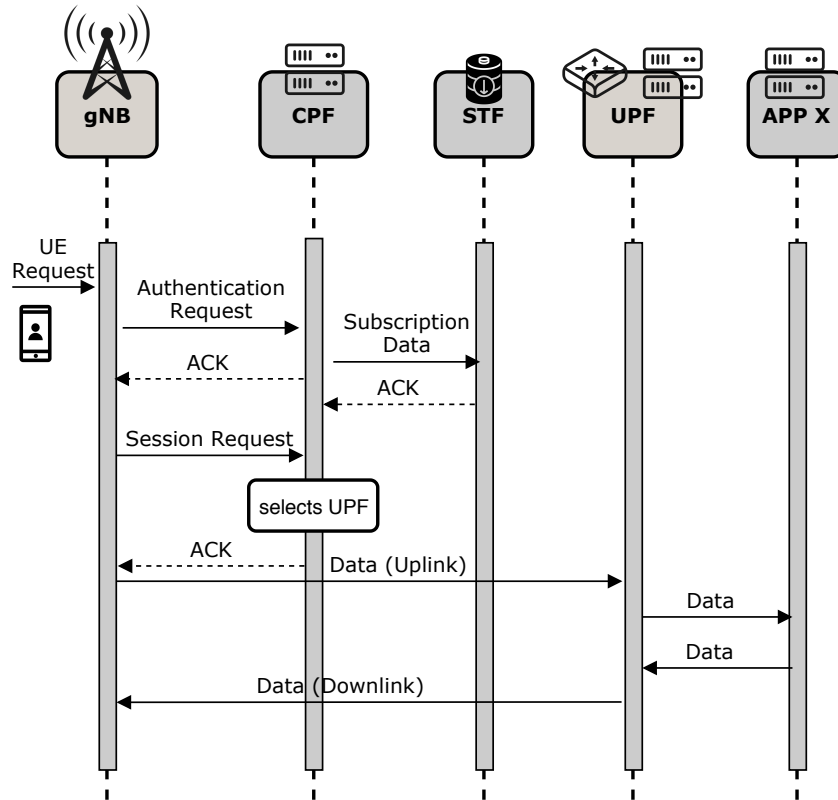 gNB
CPF
STF
UPF
APP X
UE
Request
Authentication
Request
Subscription
Data
ACK
ACK
Session Request
selects UPF
ACK
Data (Uplink)
Data
Data
Data (Downlink)